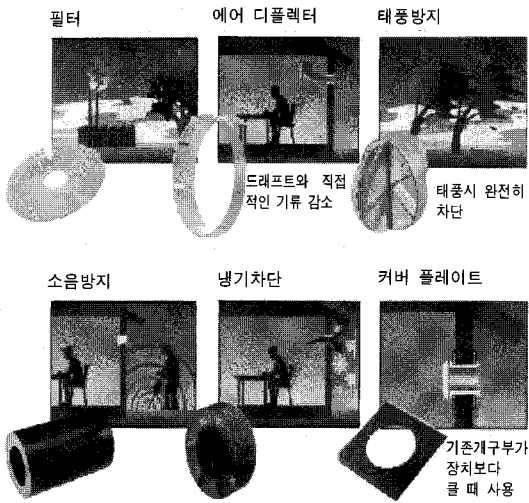 필터
에어 디플렉터
태풍방지
드래프트와 직접
적인 기류 감소
태풍시 완전히
차단
소음방지
냉기차단
커버 플레이트
기존개구부가
장치보다
클 때 사용